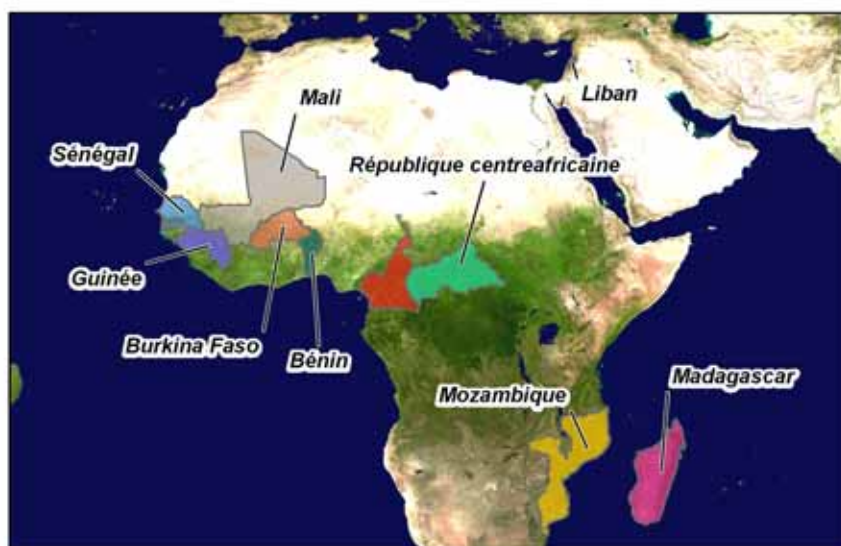 Mali
Liban
Sénégal
République centreafricaine
Guinée
Burkina Faso
Bénin
Mozambique
Madagascar